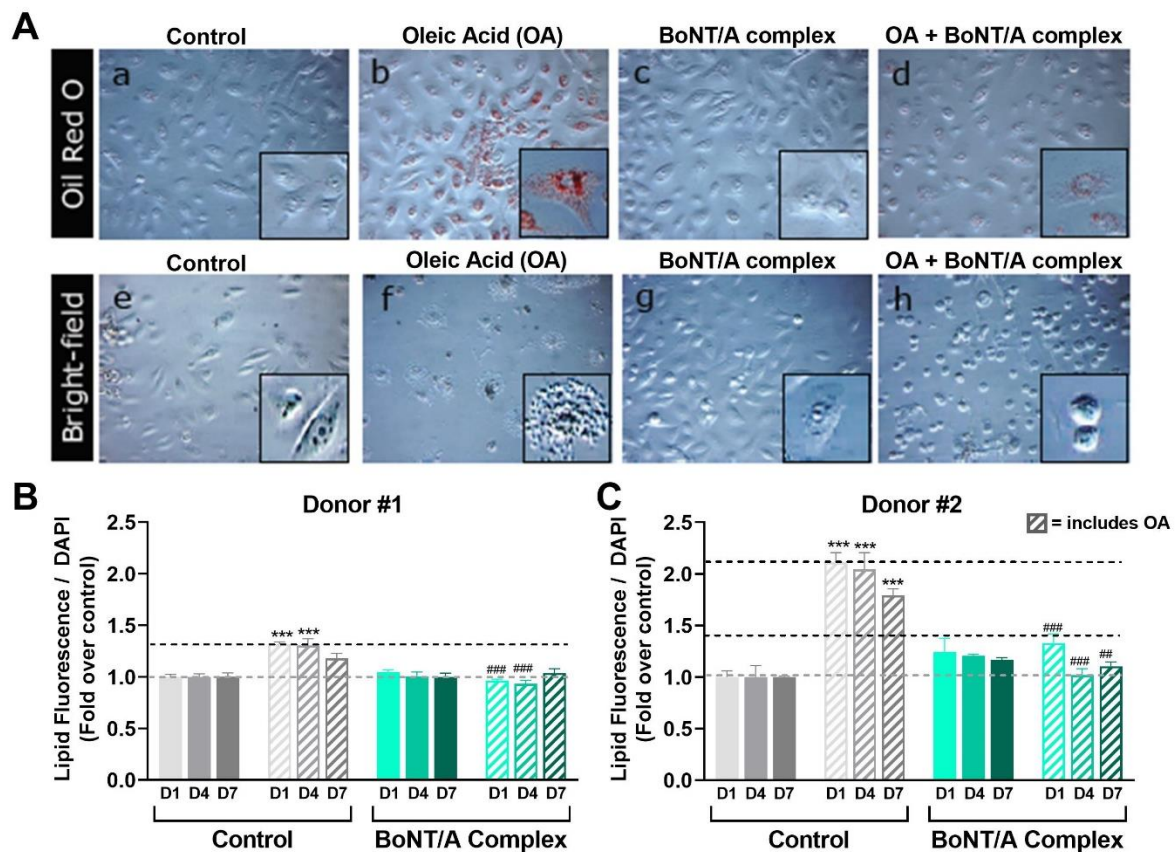 A
Control
Oleic Acid (OA)
BoNT/A complex
OA + BoNT/A complex
Oil Red O
a
b
c
d
Control
Oleic Acid (OA)
BoNT/A complex
OA + BoNT/A complex
Bright-field
e
f
g
h
B
Donor #1
Lipid Fluorescence / DAPI
(Fold over control)
2.5
2.0
1.5
1.0
0.5
0.0
*** ***
### ###
D1 D4 D7 D1 D4 D7 D1 D4 D7 D1 D4 D7
Control
BoNT/A Complex
C
Donor #2
= includes OA
Lipid Fluorescence / DAPI
(Fold over control)
2.5
2.0
1.5
1.0
0.5
0.0
*** *** ***
### ### ##
D1 D4 D7 D1 D4 D7 D1 D4 D7 D1 D4 D7
Control
BoNT/A Complex